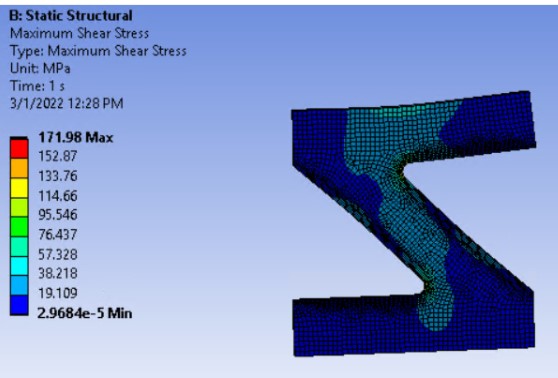 B: Static Structural
Maximum Shear Stress
Type: Maximum Shear Stress
Unit: MPa
Time: 1 s
3/1/2022 12:28 PM
171.98 Max
152.87
133.76
114.66
95.546
76.437
57.328
38.218
19.109
2.9684e-5 Min